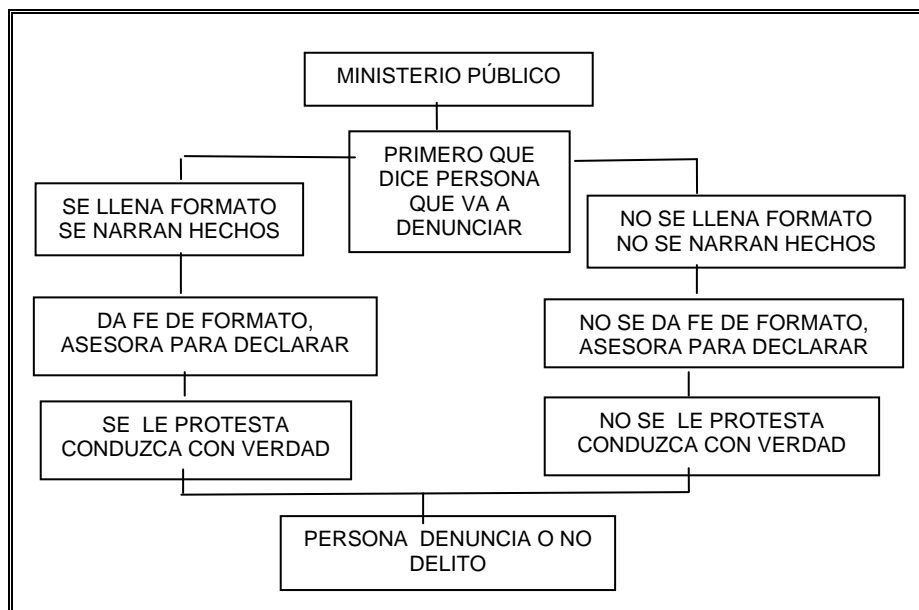 MINISTERIO PÚBLICO
PRIMERO QUE
DICE PERSONA
QUE VA A
DENUNCIAR
SE LLENA FORMATO
SE NARRAN HECHOS
NO SE LLENA FORMATO
NO SE NARRAN HECHOS
DA FE DE FORMATO,
ASESORA PARA DECLARAR
NO SE DA FE DE FORMATO,
ASESORA PARA DECLARAR
SE LE PROTESTA
CONDUZCA CON VERDAD
NO SE LE PROTESTA
CONDUZCA CON VERDAD
PERSONA DENUNCIA O NO
DELITO